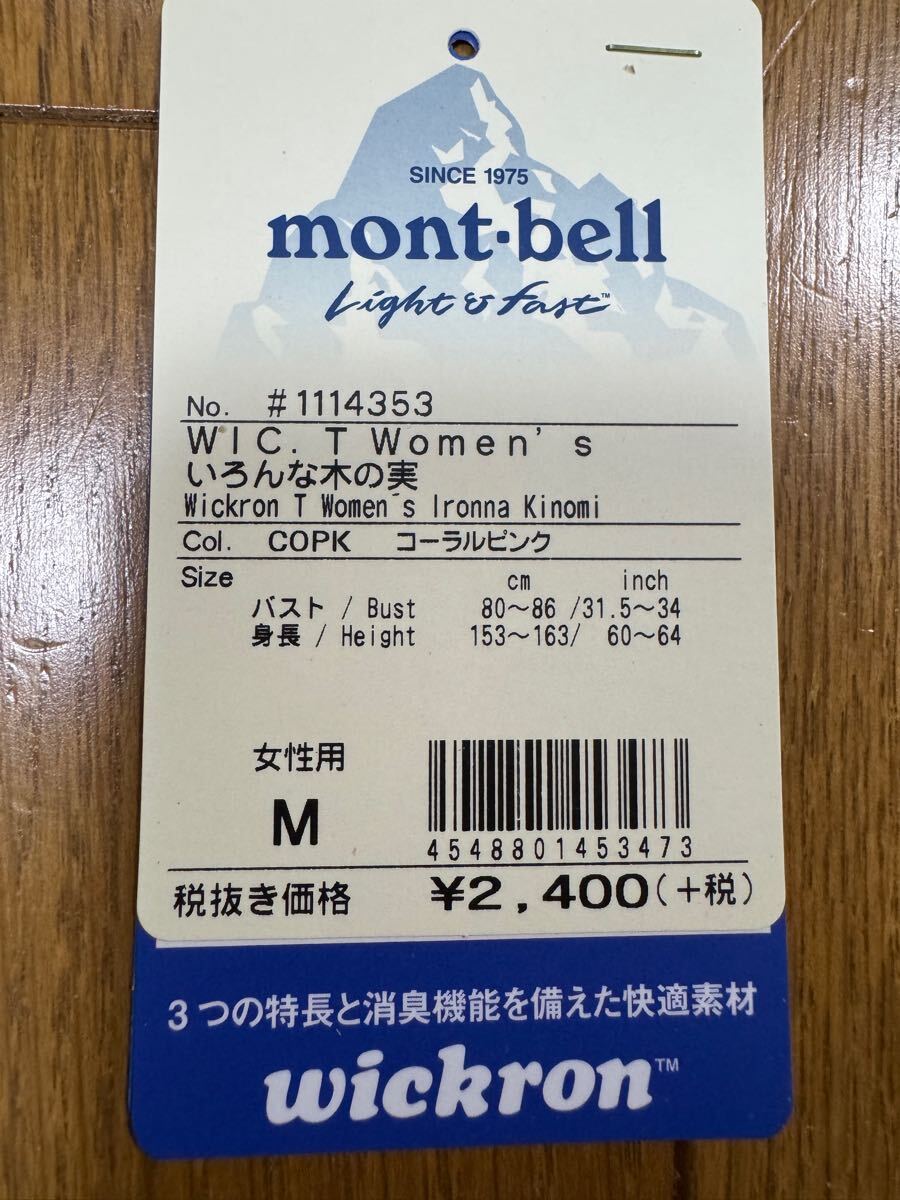 SINCE 1975
mont-bell
Light & fast™
No. #1114353
WIC. T Women's
いろんな木の実
Wickron T Women´s Ironna Kinomi
Col. COPK コーラルピンク
Size cm inch
バスト / Bust 80〜86 /31.5〜34
身長 / Height 153〜163/ 60〜64
女性用
M
4548801453473
税抜き価格 ¥2,400(+税)
3つの特長と消臭機能を備えた快適素材
wickron™